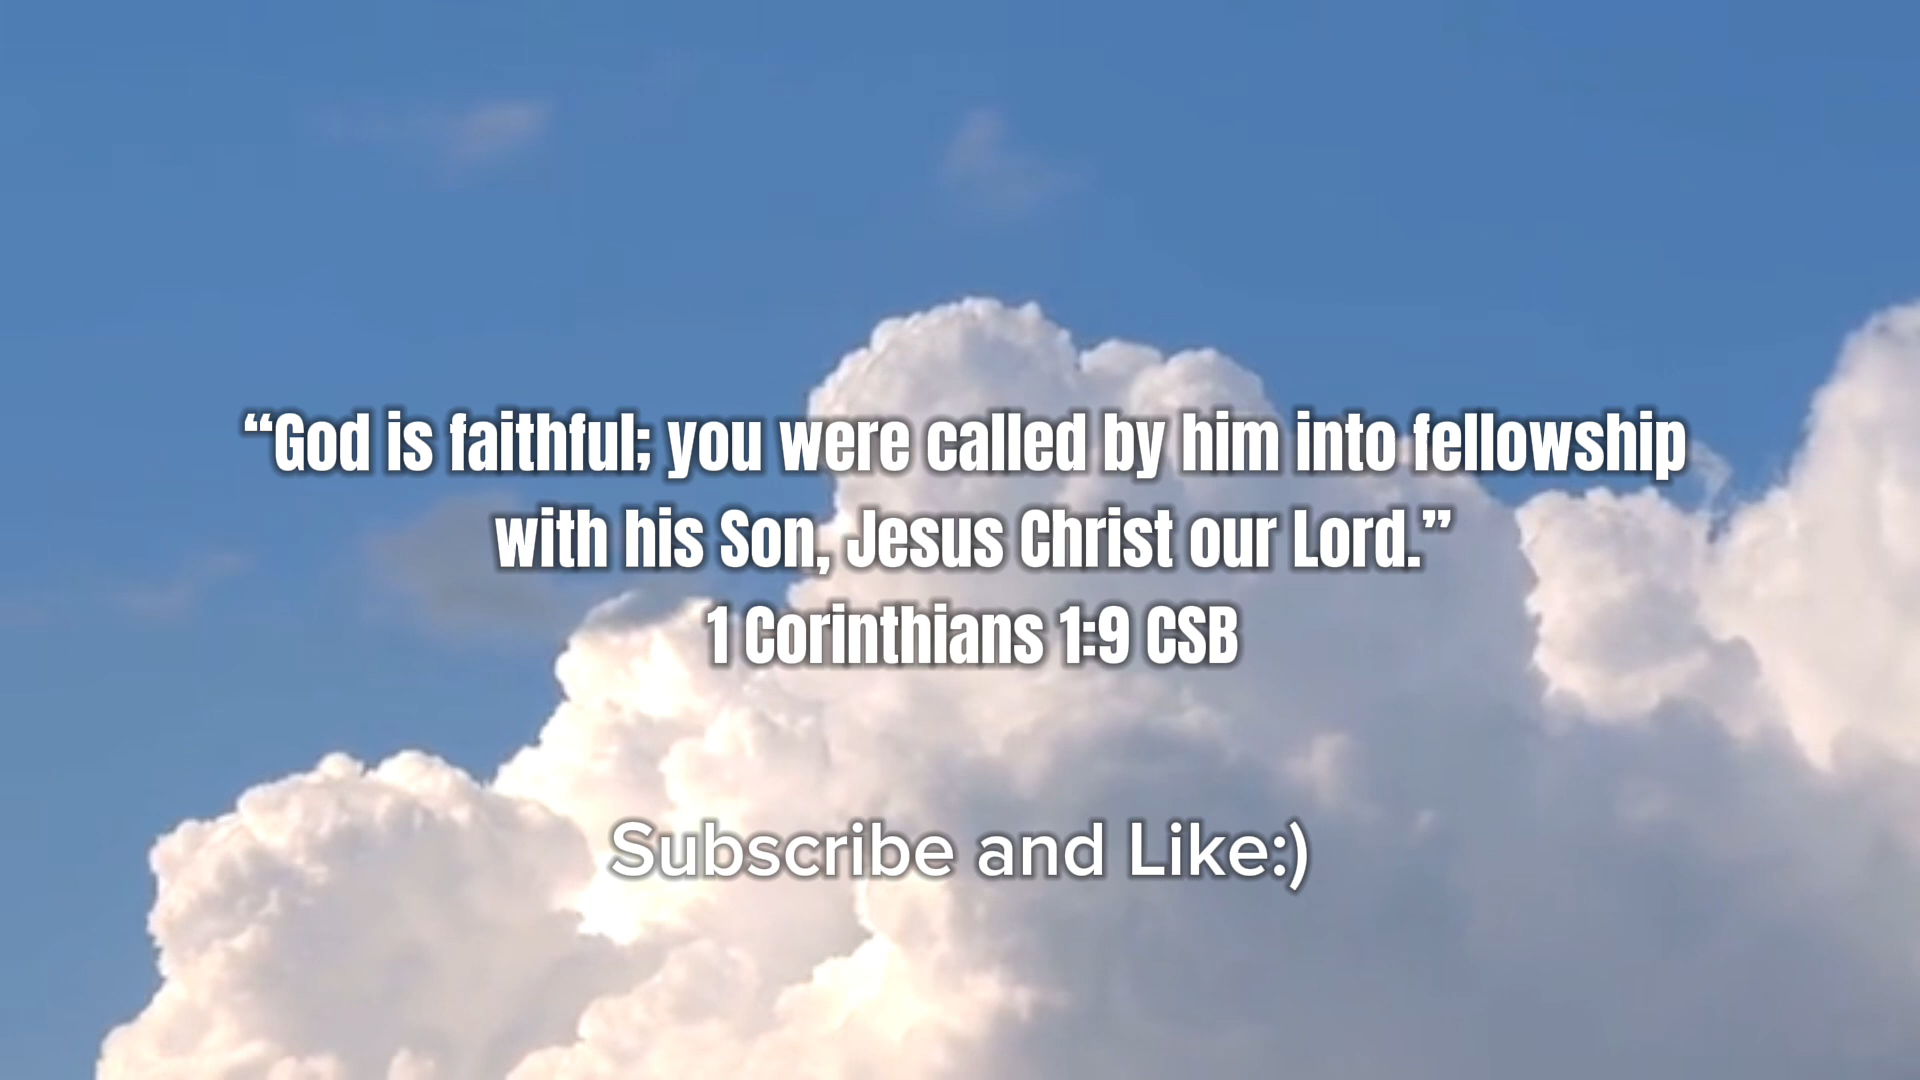 “God is faithful; you were called by him into fellowship
with his Son, Jesus Christ our Lord.”
1 Corinthians 1:9 CSB
Subscribe and Like:)